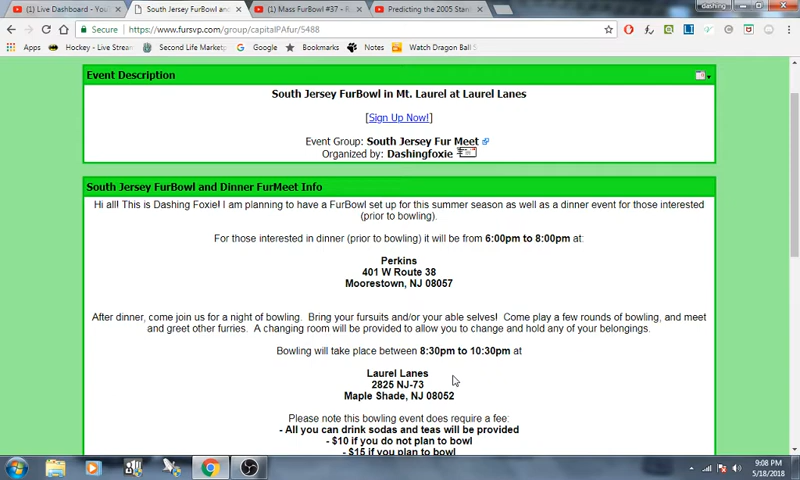 (1) Live Dashboard - You
South Jersey FurBowl and
(1) Mass FurBowl #37 -
Predicting the 2005 Stan
dashing
Secure
https://www.fursvp.com/group/capitalPAfur/5488
Apps
Hockey - Live Stream
Second Life Market
Google
Bookmarks
Notes
Watch Dragon Ball S
Event Description
South Jersey FurBowl in Mt. Laurel at Laurel Lanes
[Sign Up Now!]
Event Group: South Jersey Fur Meet
Organized by: Dashingfoxie
South Jersey FurBowl and Dinner FurMeet Info
Hi all! This is Dashing Foxie! I am planning to have a FurBowl set up for this summer season as well as a dinner event for those interested
(prior to bowling).
For those interested in dinner (prior to bowling) it will be from 6:00pm to 8:00pm at:
Perkins
401 W Route 38
Moorestown, NJ 08057
After dinner, come join us for a night of bowling. Bring your fursuits and/or your able selves! Come play a few rounds of bowling, and meet
and greet other furries. A changing room will be provided to allow you to change and hold any of your belongings.
Bowling will take place between 8:30pm to 10:30pm at
Laurel Lanes
2825 NJ-73
Maple Shade, NJ 08052
Please note this bowling event does require a fee:
- All you can drink sodas and teas will be provided
- $10 if you do not plan to bowl
- $15 if you plan to bowl
9:08 PM
5/18/2018